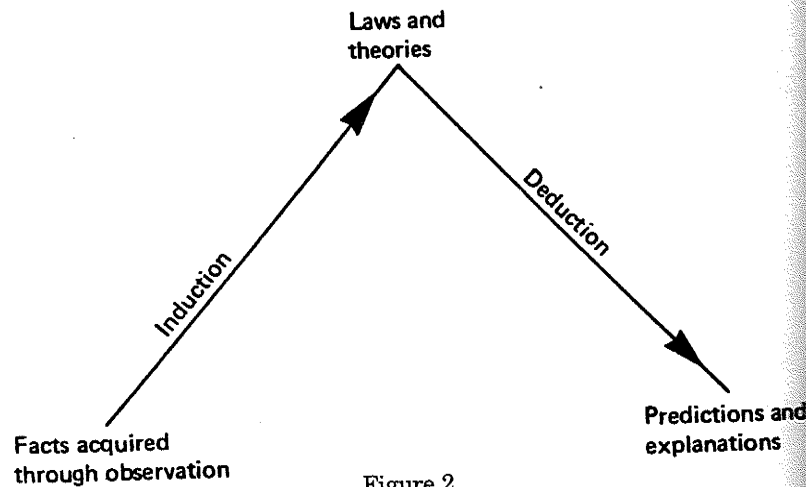 Laws and
theories
Induction
Deduction
Facts acquired
through observation
Predictions and
explanations
Figure 2